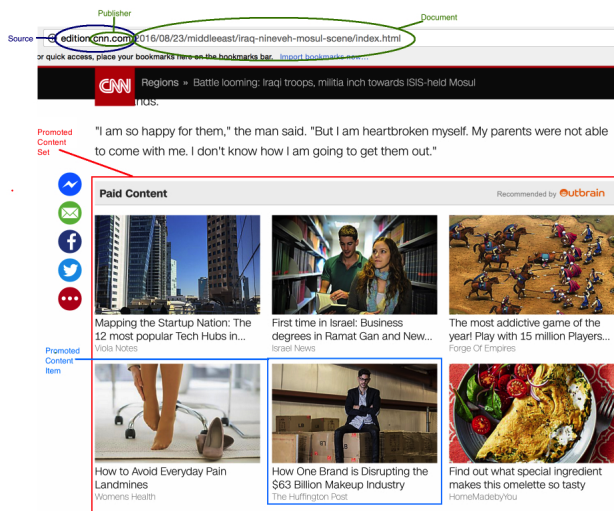 Publisher
Document
Source
edition.cnn.com/2016/08/23/middleeast/iraq-nineveh-mosul-scene/index.html
or quick access, place your bookmarks here on the bookmarks bar. Import bookmarks now...
CNN Regions » Battle looming: Iraqi troops, militia inch towards ISIS-held Mosul
"I am so happy for them," the man said. "But I am heartbroken myself. My parents were not able
to come with me. I don't know how I am going to get them out."
Promoted
Content
Set
Paid Content
Recommended by Outbrain
Mapping the Startup Nation: The
12 most popular Tech Hubs in...
Viola Notes
First time in Israel: Business
degrees in Ramat Gan and New...
Israel News
The most addictive game of the
year! Play with 15 million Players...
Forge Of Empires
Promoted
Content
Item
How to Avoid Everyday Pain
Landmines
Womens Health
How One Brand is Disrupting the
$63 Billion Makeup Industry
The Huffington Post
Find out what special ingredient
makes this omelette so tasty
HomeMadebyYou